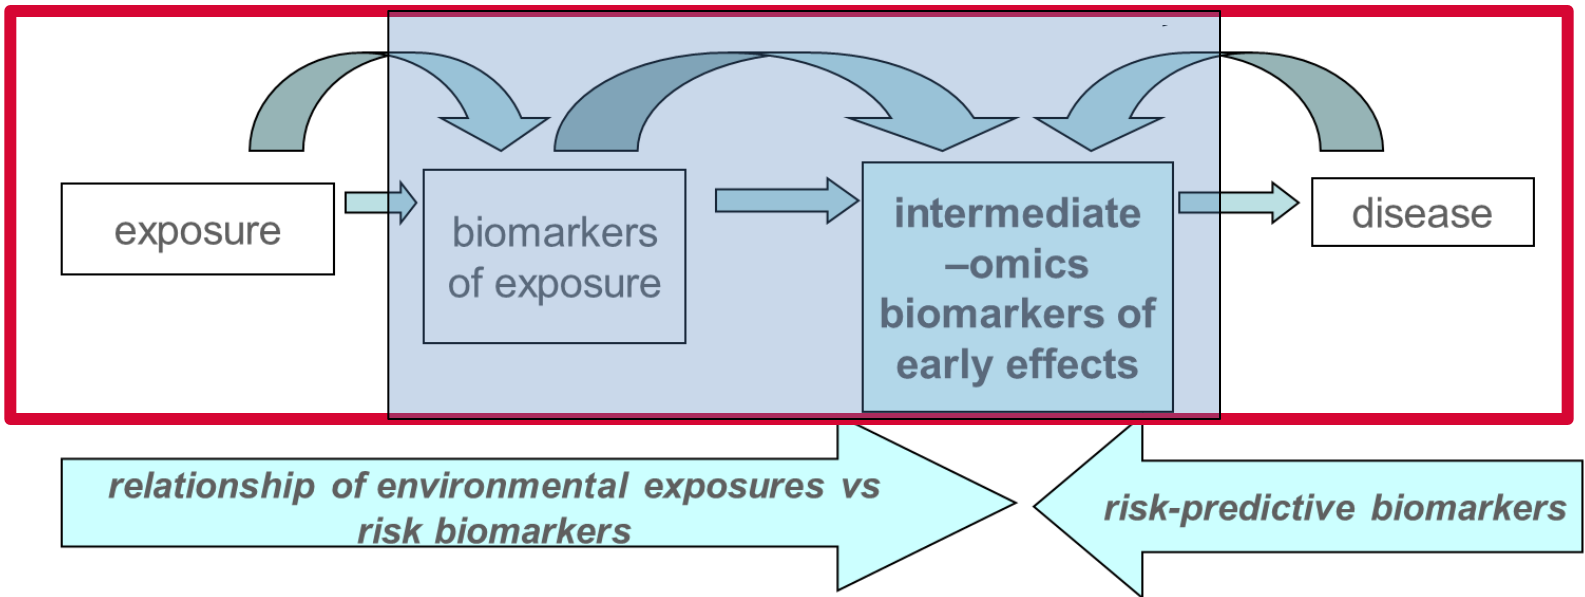 exposure
biomarkers
of exposure
intermediate
–omics
biomarkers of
early effects
disease
relationship of environmental exposures vs
risk biomarkers
risk-predictive biomarkers